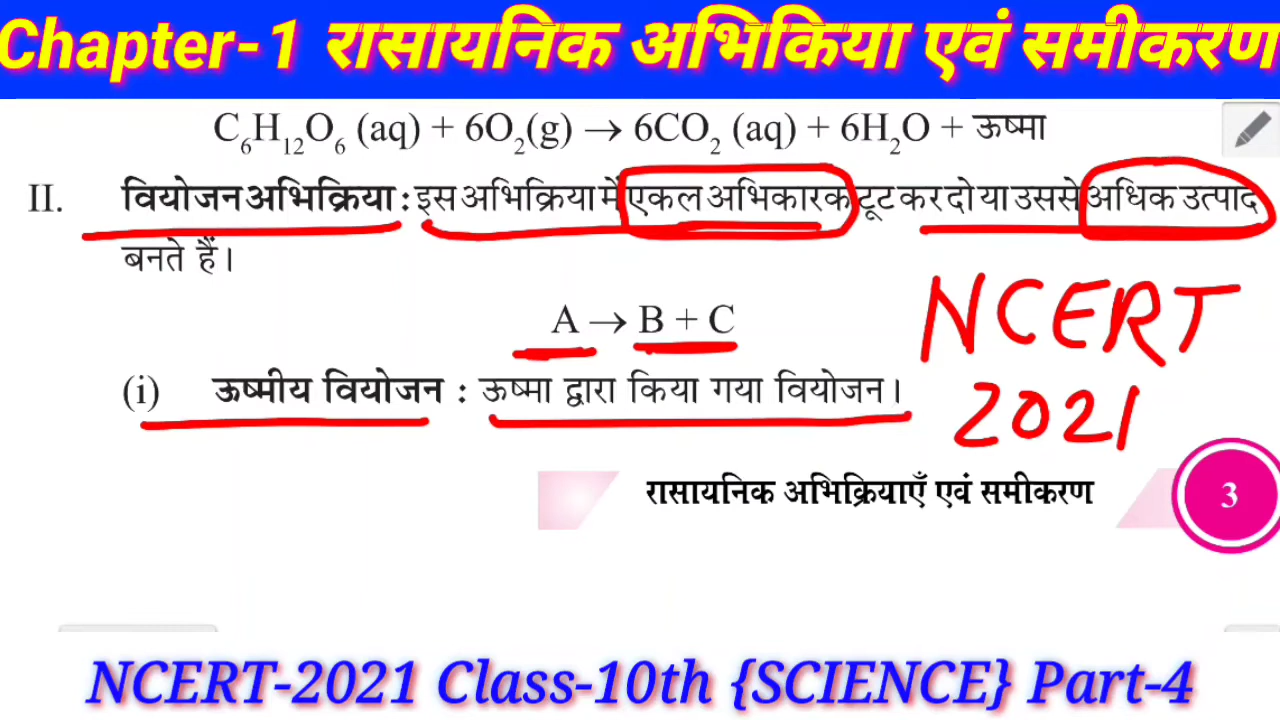 Chapter-1 रासायनिक अभिकिया एवं समीकरण
C₆H₁₂O₆ (aq) + 6O₂(g) → 6CO₂ (aq) + 6H₂O + ऊष्मा
II. वियोजन अभिक्रिया : इस अभिक्रिया में एकल अभिकारक टूट कर दो या उससे अधिक उत्पाद
बनते हैं।
A → B + C
NCERT
(i) ऊष्मीय वियोजन : ऊष्मा द्वारा किया गया वियोजन।
2021
रासायनिक अभिक्रियाएँ एवं समीकरण 3
NCERT-2021 Class-10th {SCIENCE} Part-4